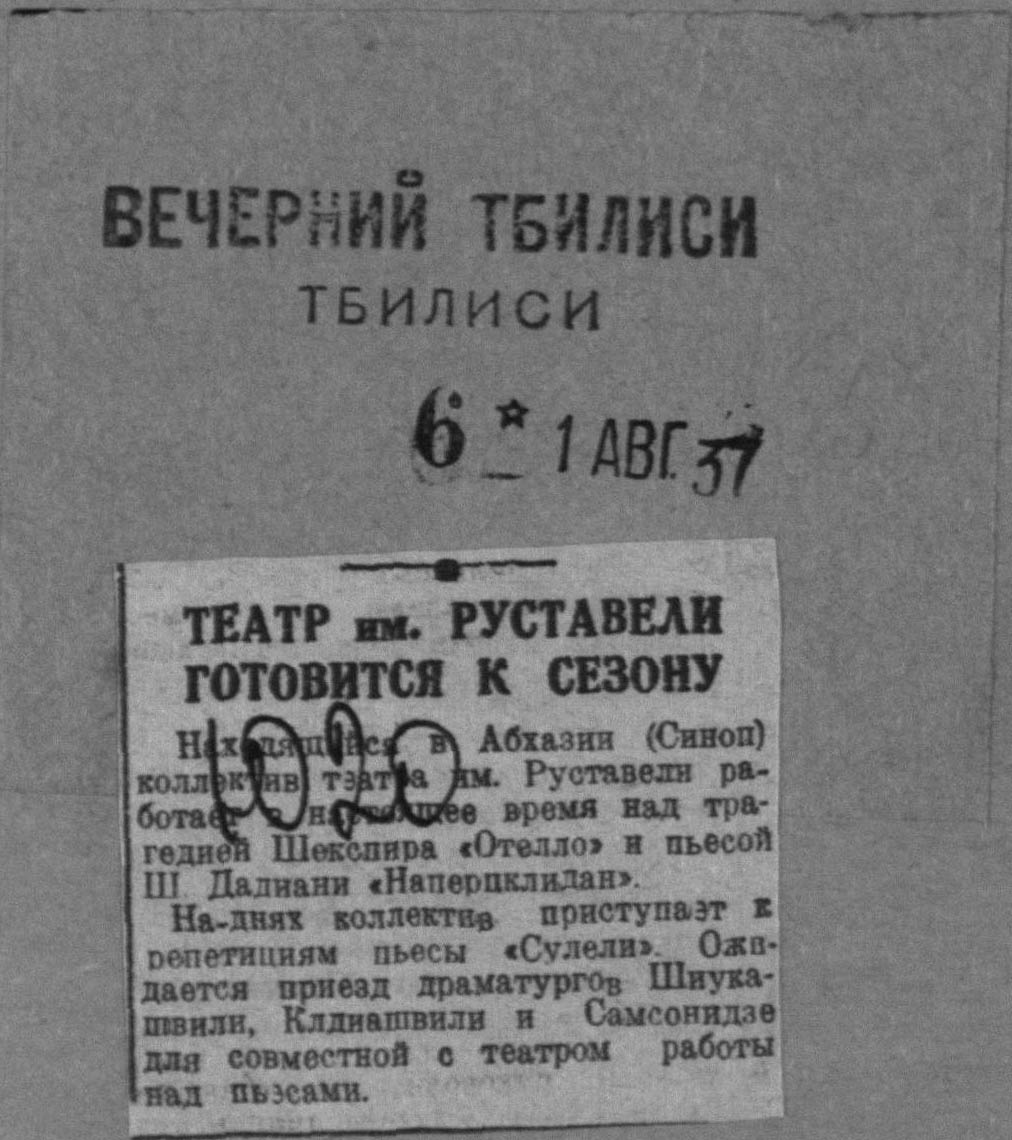 ВЕЧЕРНИЙ ТБИЛИСИ
ТБИЛИСИ
6 * 1 АВГ. 37
ТЕАТР им. РУСТАВЕЛИ
ГОТОВИТСЯ К СЕЗОНУ
Находящийся в Абхазии (Синоп)
коллектив театра им. Руставели ра-
ботает в настоящее время над тра-
гедией Шекспира «Отелло» и пьесой
Ш. Дадиани «Наперцклидан».
На-днях коллектив приступает к
репетициям пьесы «Сулели». Ожи-
дается приезд драматургов Шиука-
швили, Клдиашвили и Самсонидзе
для совместной с театром работы
над пьесами.
1020